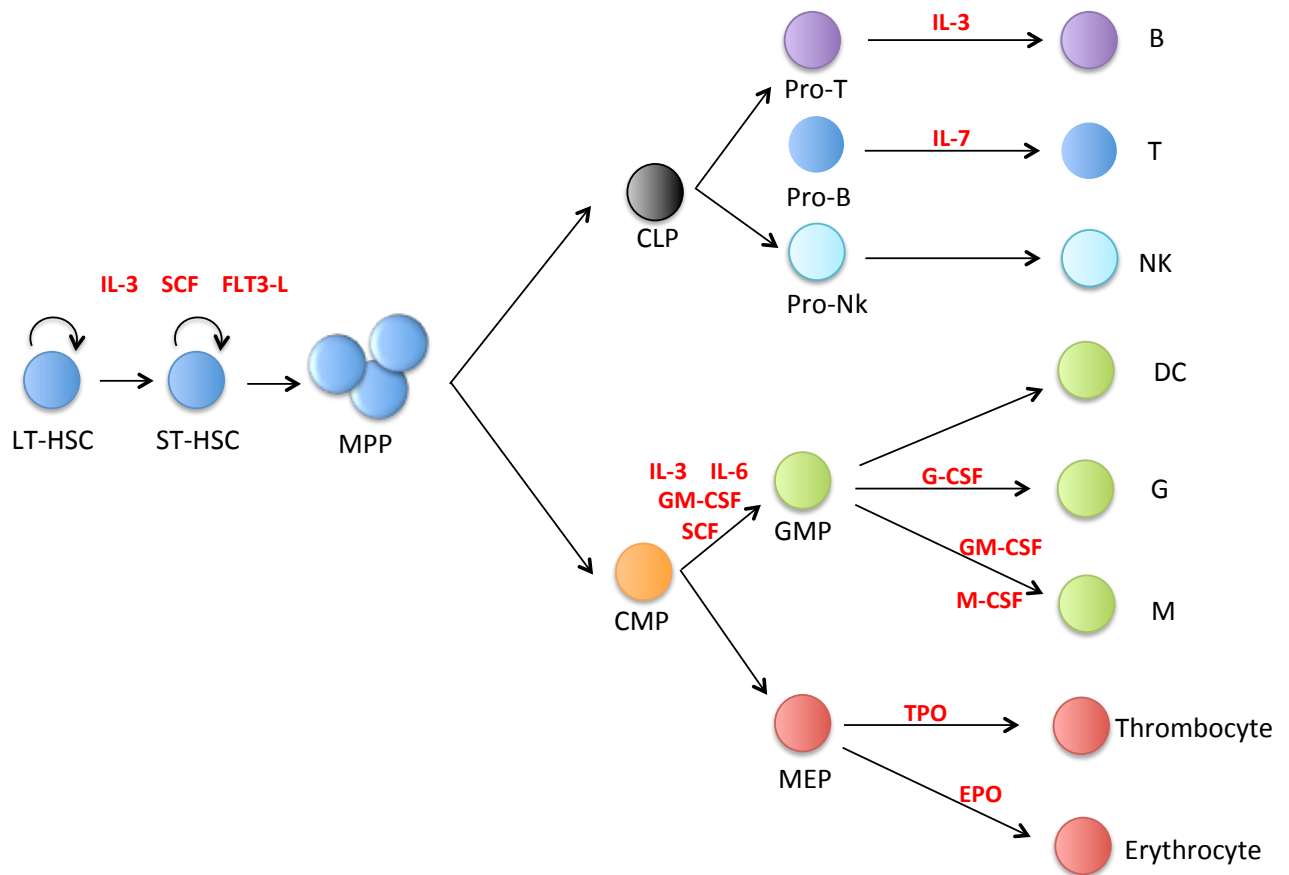 IL-3
B
Pro-T
IL-7
T
Pro-B
CLP
NK
Pro-Nk
IL-3 SCF FLT3-L
LT-HSC
ST-HSC
MPP
DC
IL-3 IL-6
GM-CSF
SCF
GMP
G-CSF
G
GM-CSF
M-CSF
M
CMP
TPO
Thrombocyte
MEP
EPO
Erythrocyte